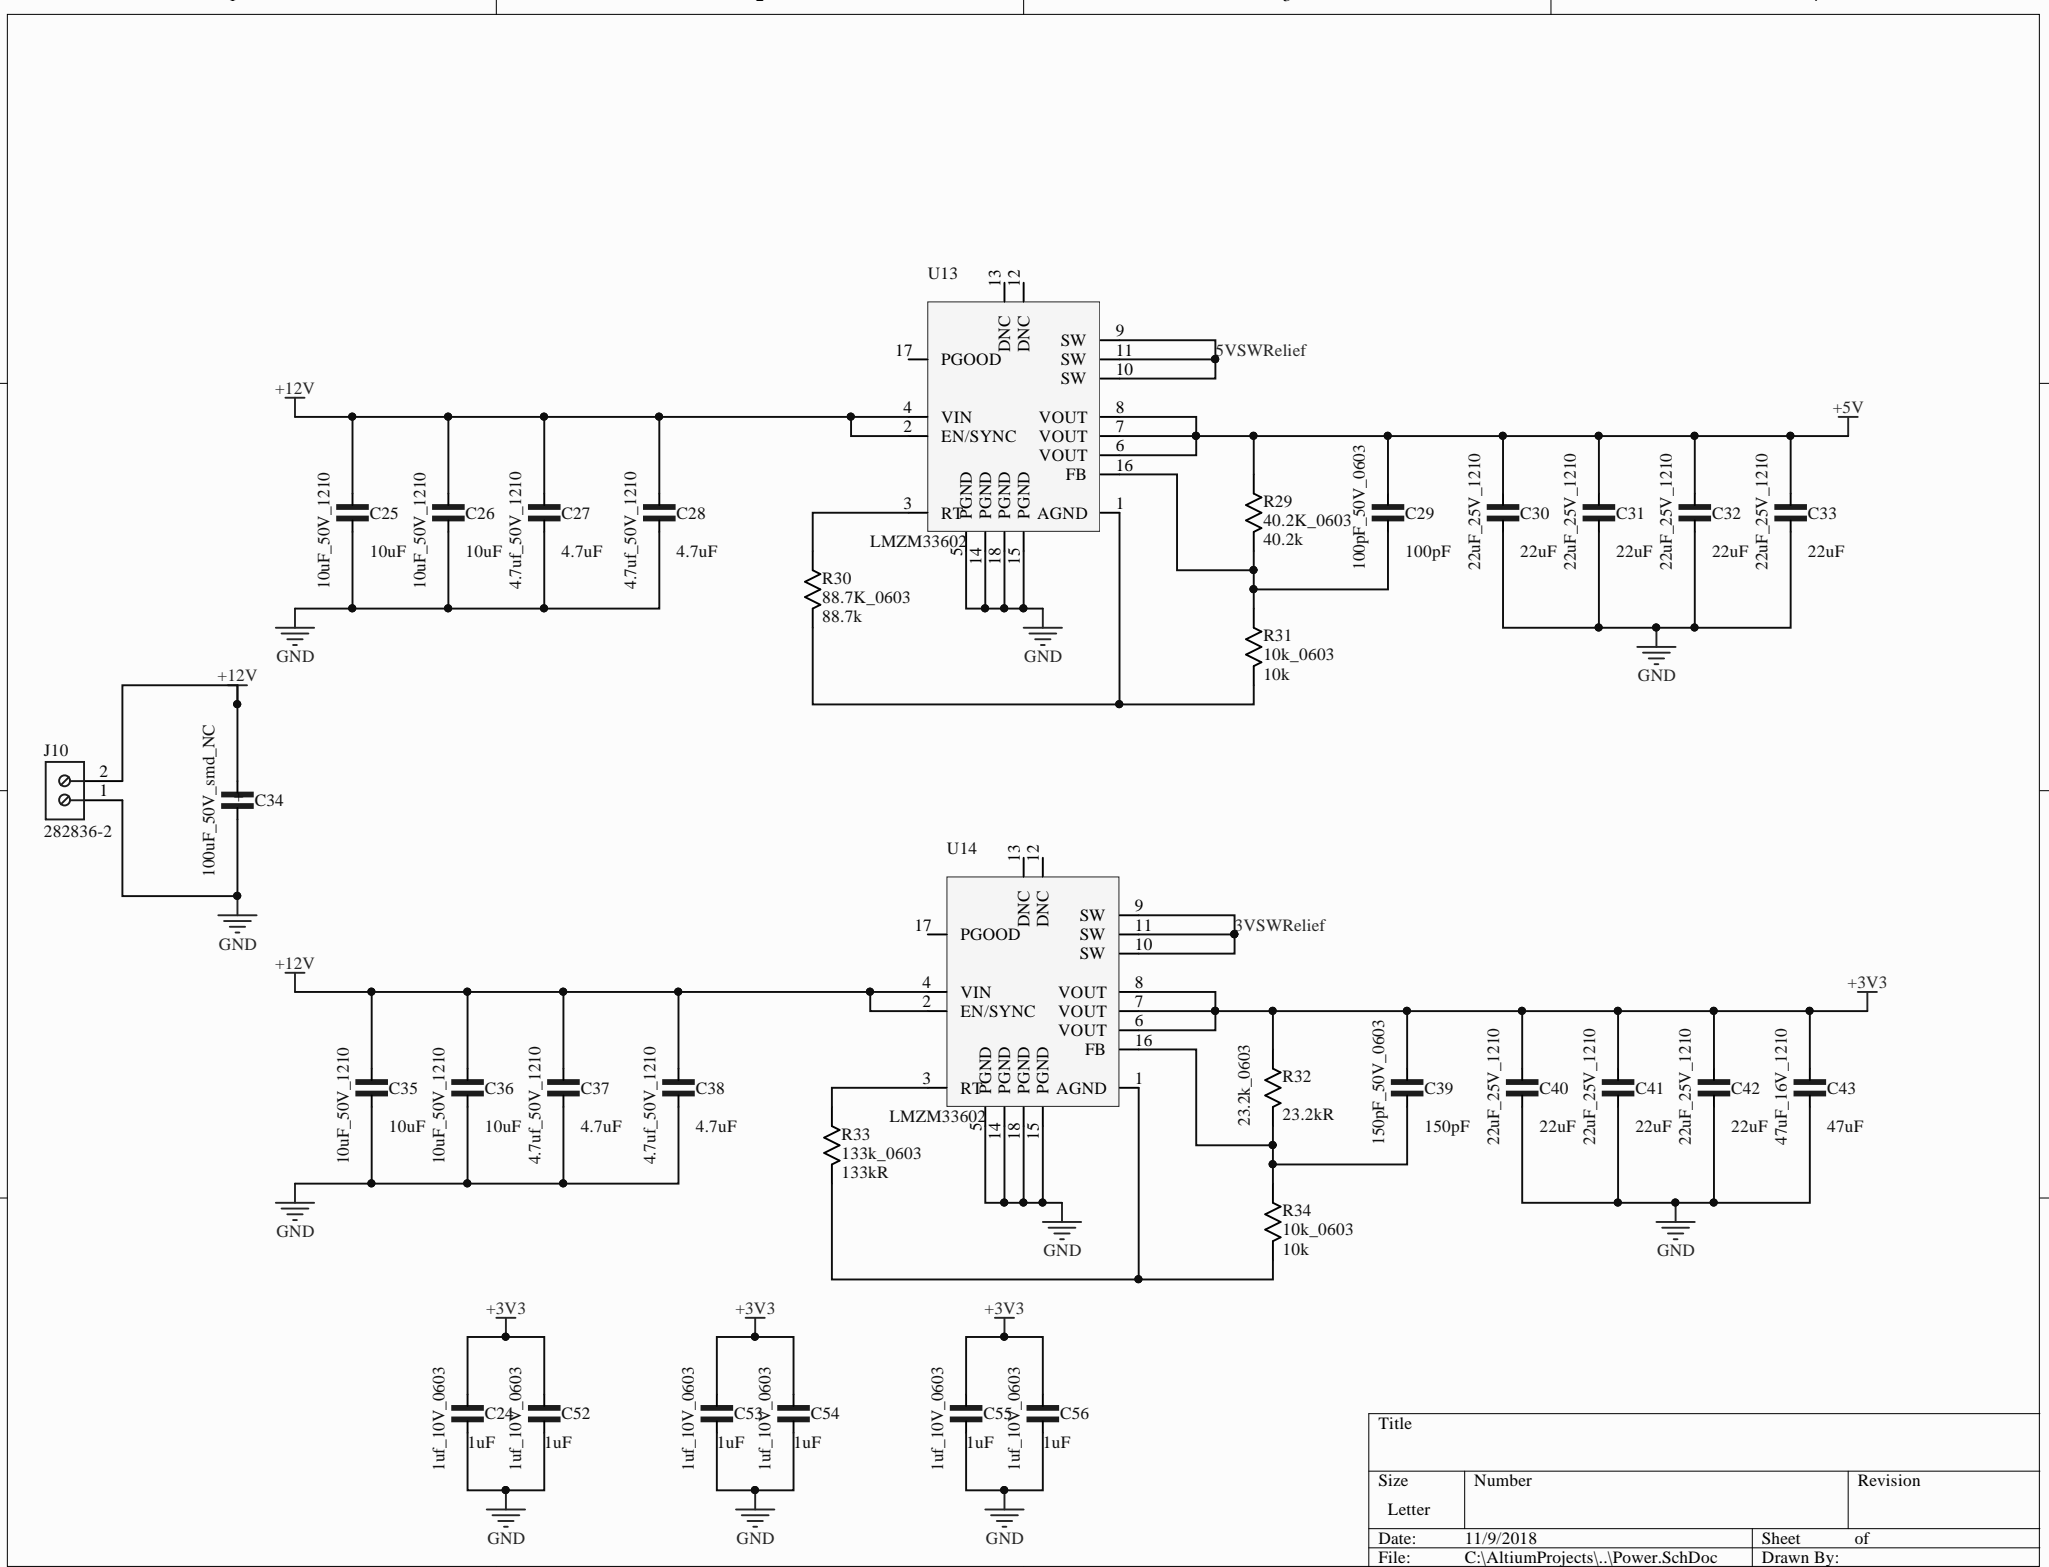 U13
13
12
DNC
DNC
17
PGOOD
SW
9
SW
11
5VSWRelief
SW
10
+12V
4
VIN
VOUT
8
+5V
2
EN/SYNC
VOUT
7
VOUT
6
FB
16
PGND
PGND
PGND
PGND
3
RT
AGND
1
LMZM33602
5
14
18
15
GND
10uF_50V_1210
C25
10uF
10uF_50V_1210
C26
10uF
4.7uf_50V_1210
C27
4.7uF
4.7uf_50V_1210
C28
4.7uF
GND
R30
88.7K_0603
88.7k
R29
40.2K_0603
40.2k
R31
10k_0603
10k
100pF_50V_0603
C29
100pF
22uF_25V_1210
C30
22uF
22uF_25V_1210
C31
22uF
22uF_25V_1210
C32
22uF
22uF_25V_1210
C33
22uF
GND
+12V
J10
2
1
282836-2
100uF_50V_smd_NC
C34
GND
U14
13
12
DNC
DNC
17
PGOOD
SW
9
SW
11
3VSWRelief
SW
10
+12V
4
VIN
VOUT
8
+3V3
2
EN/SYNC
VOUT
7
VOUT
6
FB
16
PGND
PGND
PGND
PGND
3
RT
AGND
1
LMZM33602
5
14
18
15
GND
10uF_50V_1210
C35
10uF
10uF_50V_1210
C36
10uF
4.7uf_50V_1210
C37
4.7uF
4.7uf_50V_1210
C38
4.7uF
GND
R33
133k_0603
133kR
23.2k_0603
R32
23.2kR
R34
10k_0603
10k
150pF_50V_0603
C39
150pF
22uF_25V_1210
C40
22uF
22uF_25V_1210
C41
22uF
22uF_25V_1210
C42
22uF
47uF_16V_1210
C43
47uF
GND
+3V3
1uf_10V_0603
C24
1uF
1uf_10V_0603
C52
1uF
GND
+3V3
1uf_10V_0603
C53
1uF
1uf_10V_0603
C54
1uF
GND
+3V3
1uf_10V_0603
C55
1uF
1uf_10V_0603
C56
1uF
GND
Title
Size
Number
Revision
Letter
Date:
11/9/2018
Sheet of
File:
C:\AltiumProjects\..\Power.SchDoc
Drawn By: